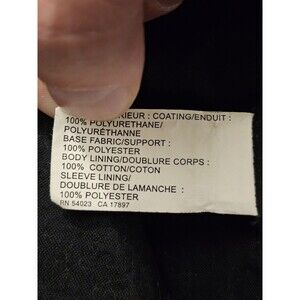 : COATING/ENDUIT :
100% POLYURETHANE/
POLYURÉTHANNE
BASE FABRIC/SUPPORT :
100% POLYESTER
BODY LINING/DOUBLURE CORPS :
100% COTTON/COTON
SLEEVE LINING/
DOUBLURE DE LAMANCHE :
100% POLYESTER
RN 54023 CA 17897